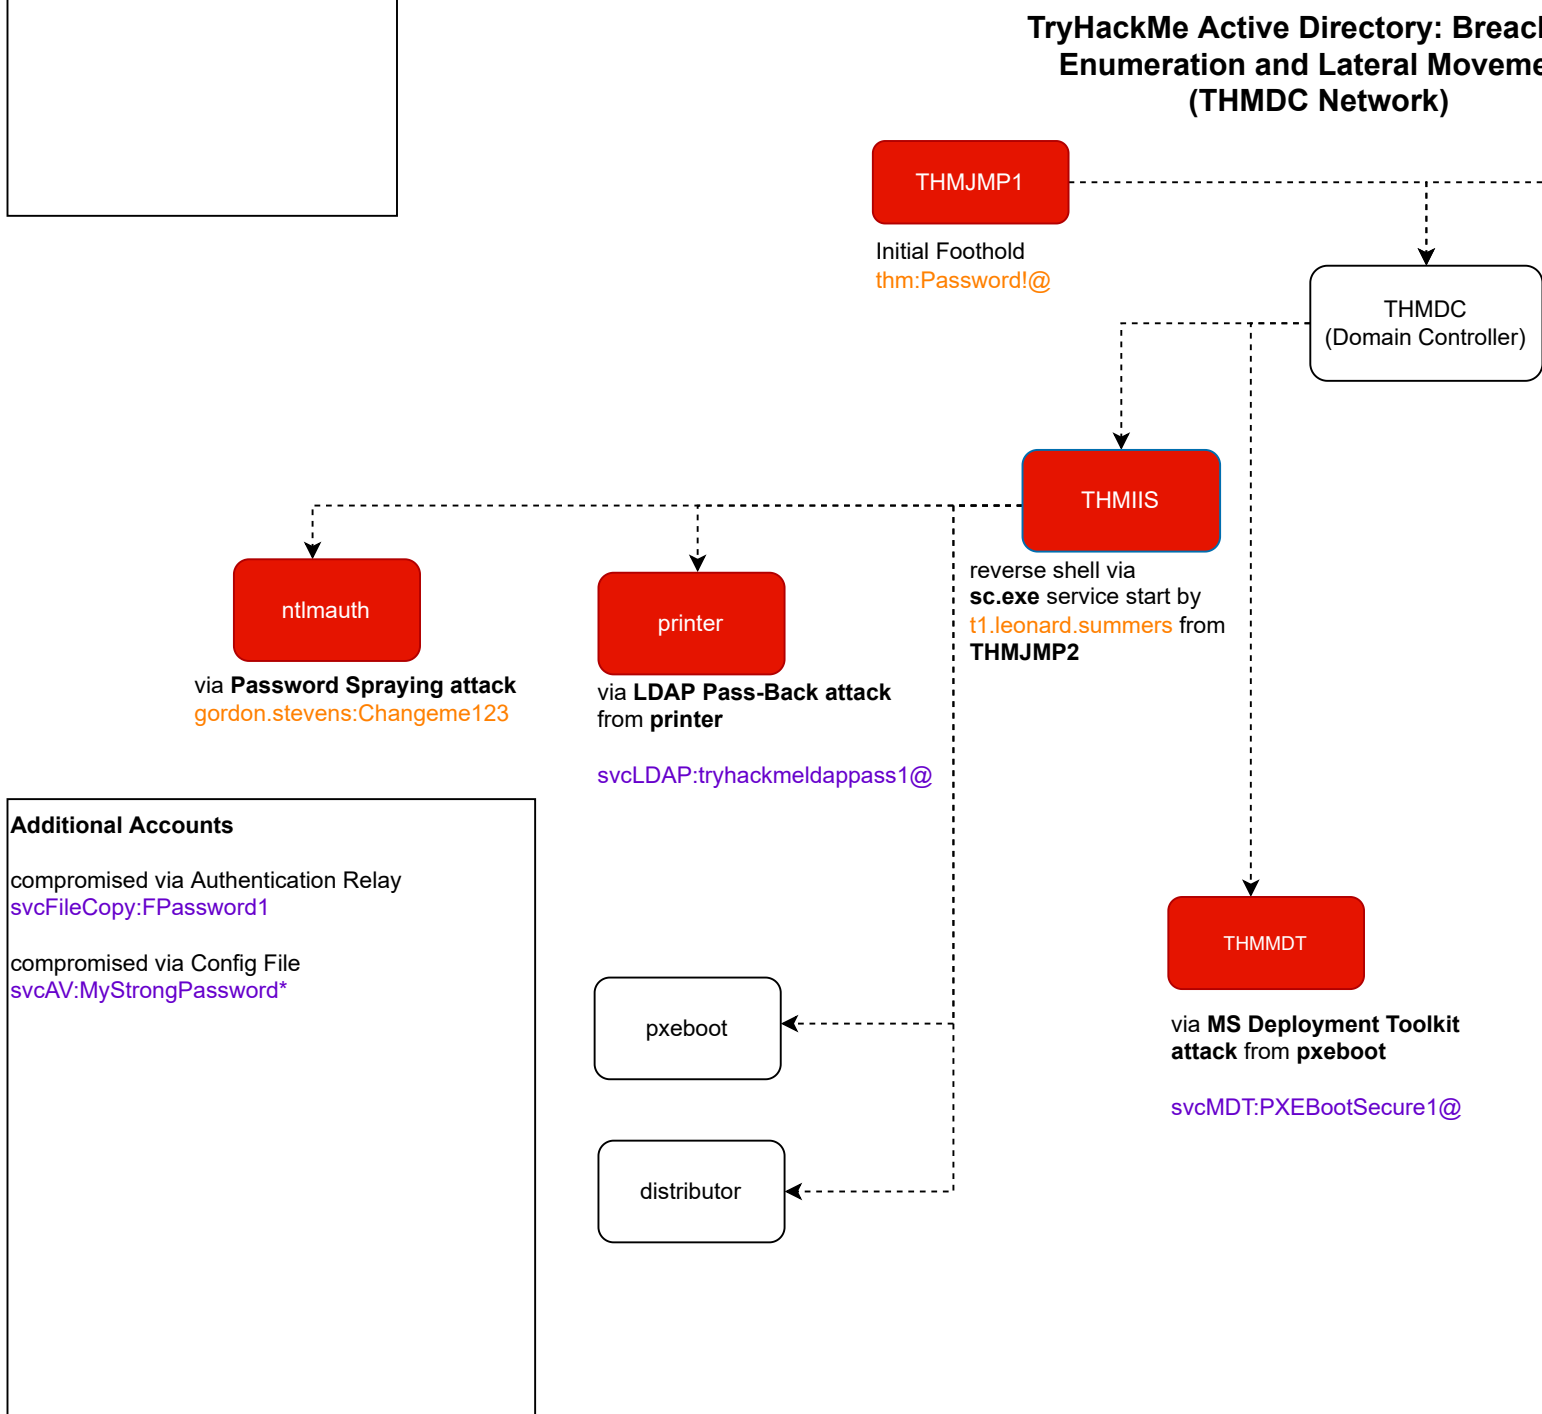 TryHackMe Active Directory: Breac
Enumeration and Lateral Moveme
(THMDC Network)
THMJMP1
Initial Foothold
thm:Password!@
THMDC
(Domain Controller)
THMIIS
reverse shell via
sc.exe service start by
t1.leonard.summers from
THMJMP2
ntlmauth
via Password Spraying attack
gordon.stevens:Changeme123
printer
via LDAP Pass-Back attack
from printer
svcLDAP:tryhackmeldappass1@
Additional Accounts
compromised via Authentication Relay
svcFileCopy:FPassword1
compromised via Config File
svcAV:MyStrongPassword*
THMMDT
via MS Deployment Toolkit
attack from pxeboot
svcMDT:PXEBootSecure1@
pxeboot
distributor